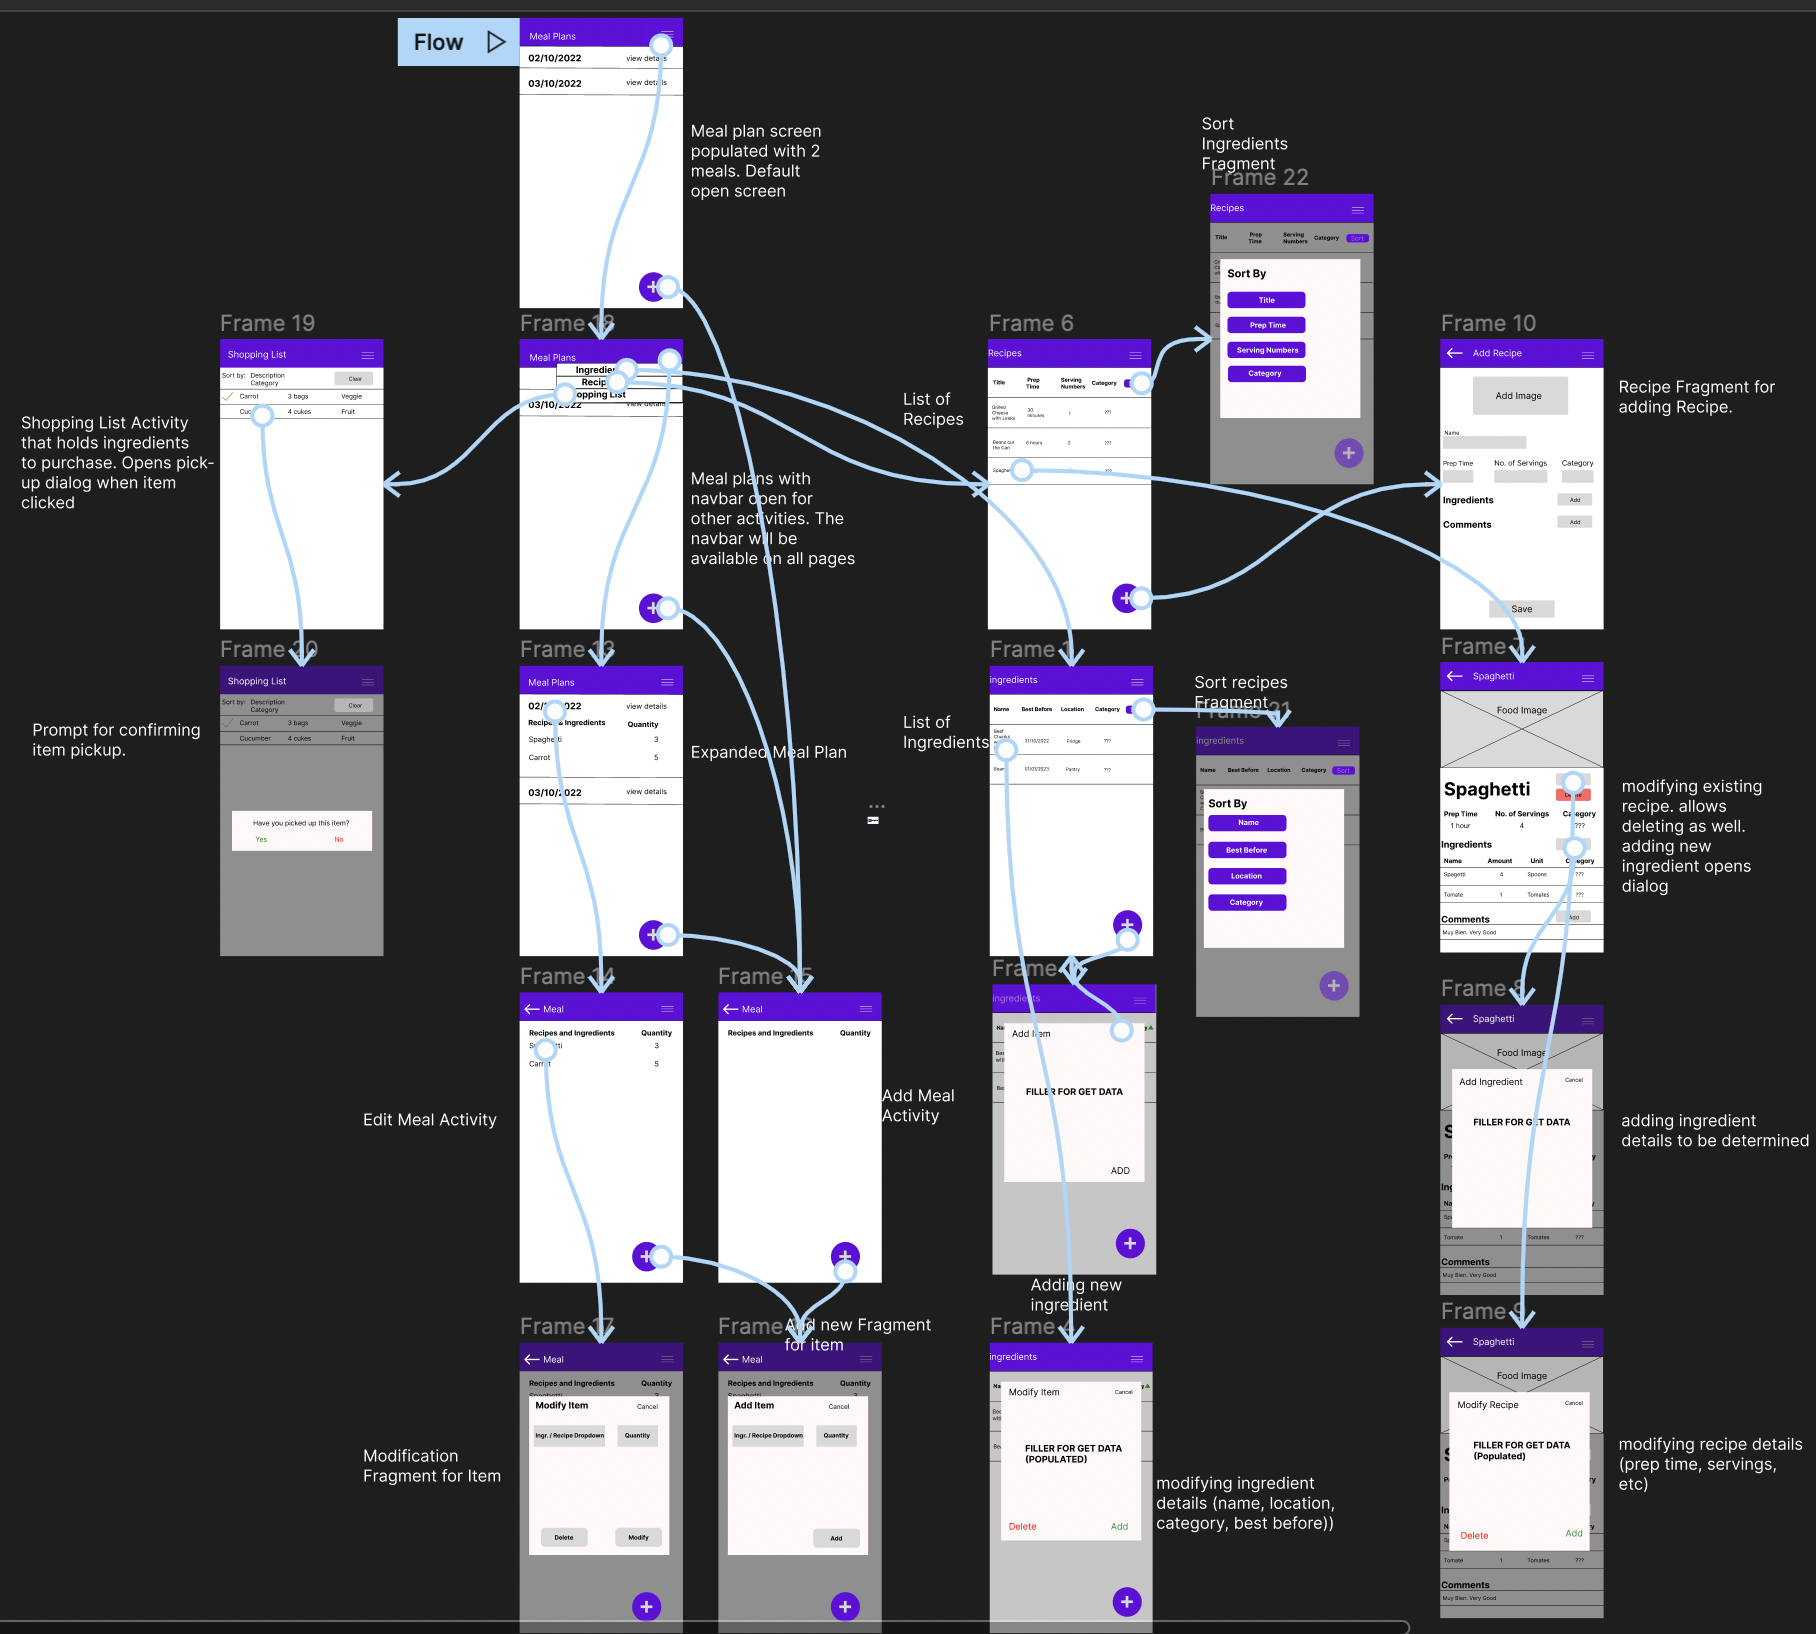 Flow
Meal Plans
02/10/2022 view details
03/10/2022 view details
Meal plan screen
populated with 2
meals. Default
open screen
Sort
Ingredients
Fragment
Frame 22
Recipes
Title Prep Time Serving Numbers Category Sort
Sort By
Title
Prep Time
Serving Numbers
Category
Frame 19
Shopping List
Sort by: Description
Category
Clear
Carrot 3 bags Veggie
4 cukes Fruit
Shopping List Activity
that holds ingredients
to purchase. Opens pick-
up dialog when item
clicked
Frame 18
Meal Plans
03/10/2022 view details
Meal plans with
navbar open for
other activities. The
navbar will be
available on all pages
Frame 6
Recipes
Title Prep Time Serving Numbers Category
Grilled Cheese with Leeks 30 minutes 1 ???
Beans out the Can 6 hours 2 ???
List of
Recipes
Frame 10
Add Recipe
Add Image
Name
Prep Time No. of Servings Category
Ingredients Add
Comments Add
Save
Recipe Fragment for
adding Recipe.
Frame 20
Shopping List
Sort by: Description
Category
Clear
Carrot 3 bags Veggie
Cucumber 4 cukes Fruit
Have you picked up this item?
Yes No
Prompt for confirming
item pickup.
Frame 13
Meal Plans
view details
Recipes & Ingredients Quantity
Spaghetti 3
Carrot 5
03/10/2022 view details
Expanded Meal Plan
Frame
ingredients
Name Best Before Location Category
Beef Chunks 31/10/2022 Fridge ???
01/01/2023 Pantry ???
List of
Ingredients
Sort recipes
Fragment
Frame 21
ingredients
Name Best Before Location Category Sort
Sort By
Name
Best Before
Location
Category
Frame 7
Spaghetti
Food Image
Spaghetti
Delete
Prep Time No. of Servings Category
1 hour 4 ???
Ingredients
Name Amount Unit Category
Spagetti 4 Spoons ???
Tomate 1 Tomates ???
Comments Add
Muy Bien. Very Good
modifying existing
recipe. allows
deleting as well.
adding new
ingredient opens
dialog
Frame 14
Meal
Recipes and Ingredients Quantity
Spaghetti 3
Carrot 5
Edit Meal Activity
Frame 15
Meal
Recipes and Ingredients Quantity
Add Meal
Activity
Frame
ingredients
Add Item
FILLER FOR GET DATA
ADD
Adding new
ingredient
Frame 8
Spaghetti
Food Image
Add Ingredient Cancel
FILLER FOR GET DATA
Tomate 1 Tomates ???
Comments
Muy Bien. Very Good
adding ingredient
details to be determined
Frame 17
Meal
Recipes and Ingredients Quantity
Modify Item Cancel
Ingr. / Recipe Dropdown Quantity
Delete Modify
Modification
Fragment for Item
Frame
Meal
Recipes and Ingredients Quantity
Add Item Cancel
Ingr. / Recipe Dropdown Quantity
Add
Add new Fragment
for item
Frame 4
ingredients
Modify Item Cancel
FILLER FOR GET DATA
(POPULATED)
Delete Add
modifying ingredient
details (name, location,
category, best before))
Frame 9
Spaghetti
Food Image
Modify Recipe Cancel
FILLER FOR GET DATA
(Populated)
Delete Add
Tomate 1 Tomates ???
Comments
Muy Bien. Very Good
modifying recipe details
(prep time, servings,
etc)